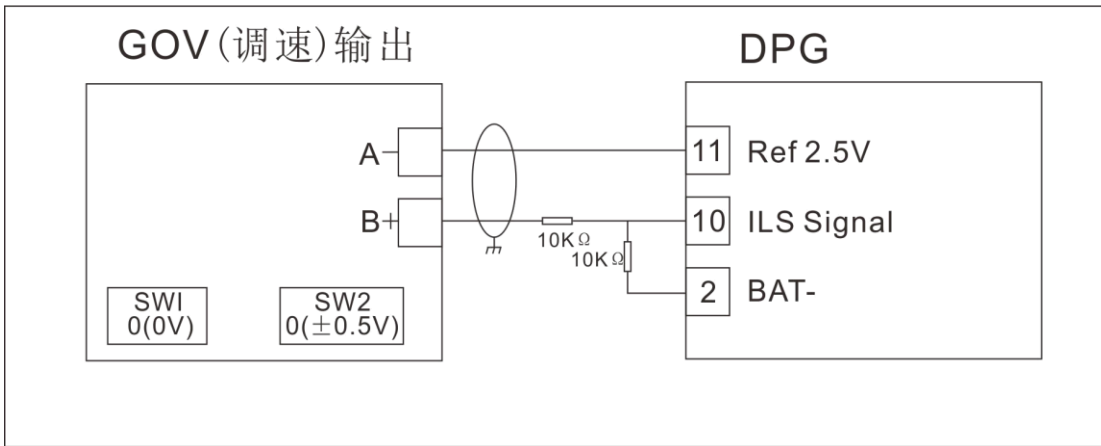 GOV(调速)输出
DPG
A-
11 Ref 2.5V
B+
10 ILS Signal
10KΩ
10KΩ
2 BAT-
SW1
0(0V)
SW2
0(±0.5V)